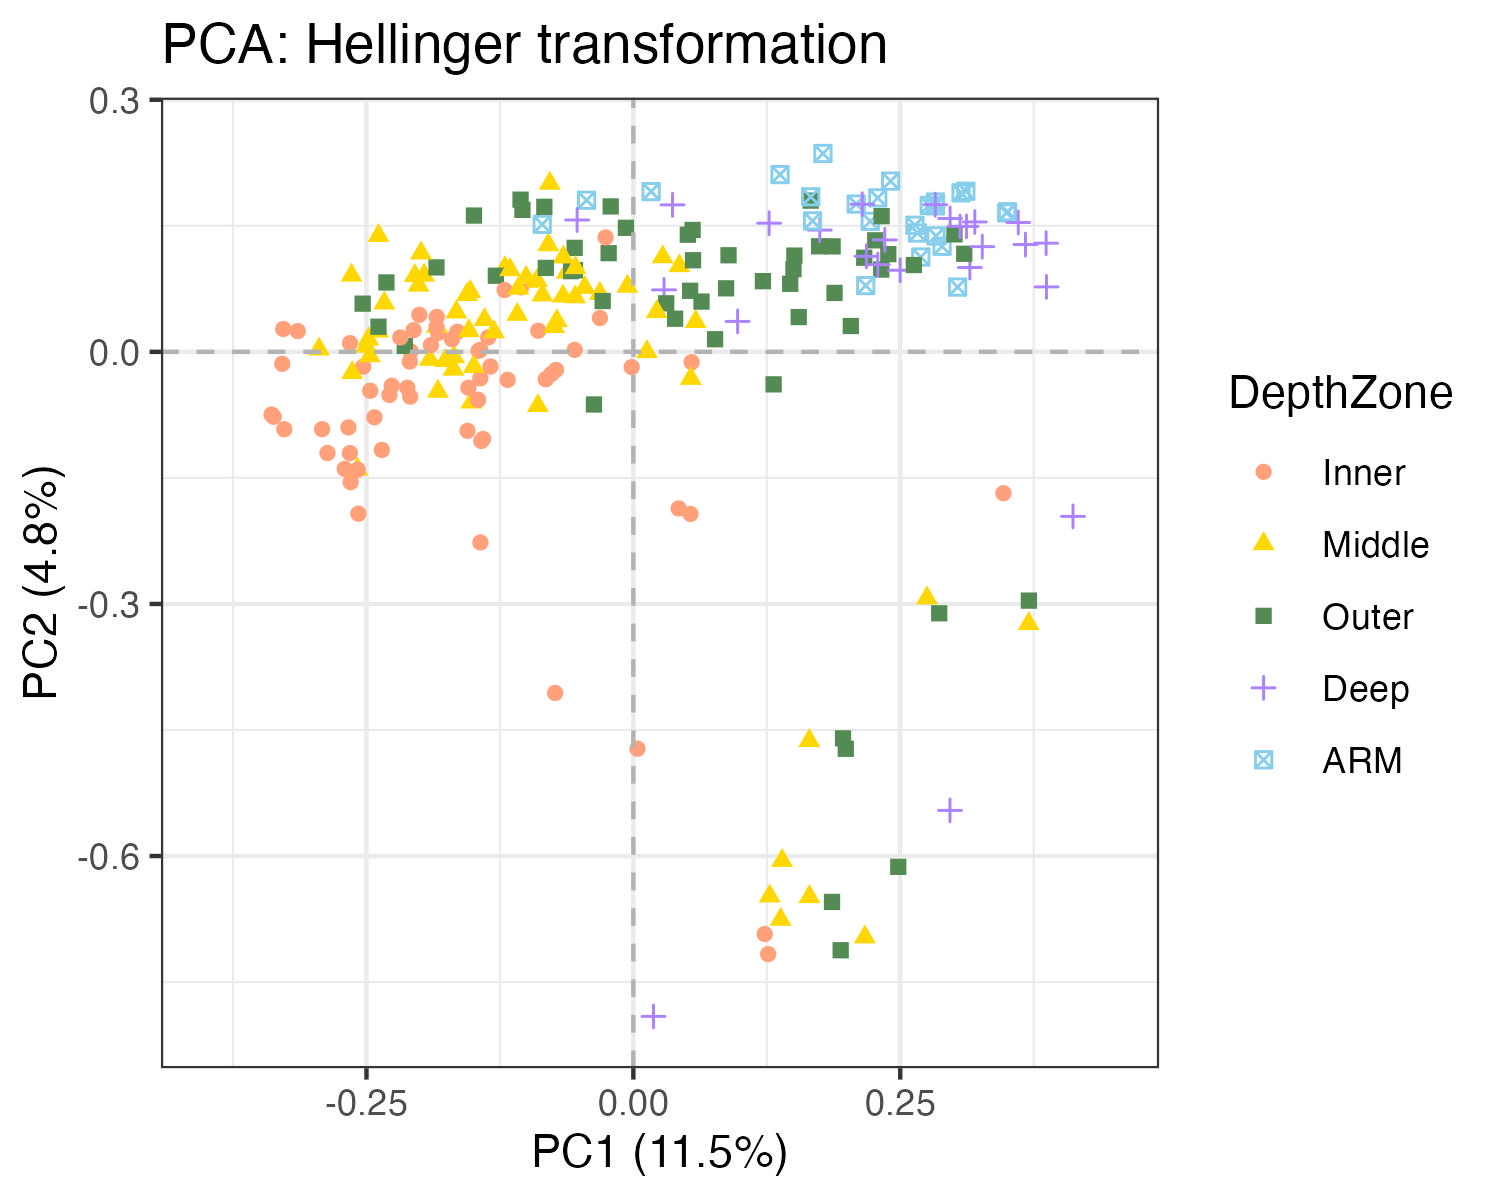 PCA: Hellinger transformation
0.3
0.0
-0.3
-0.6
PC2 (4.8%)
-0.25
0.00
0.25
PC1 (11.5%)
DepthZone
Inner
Middle
Outer
Deep
ARM